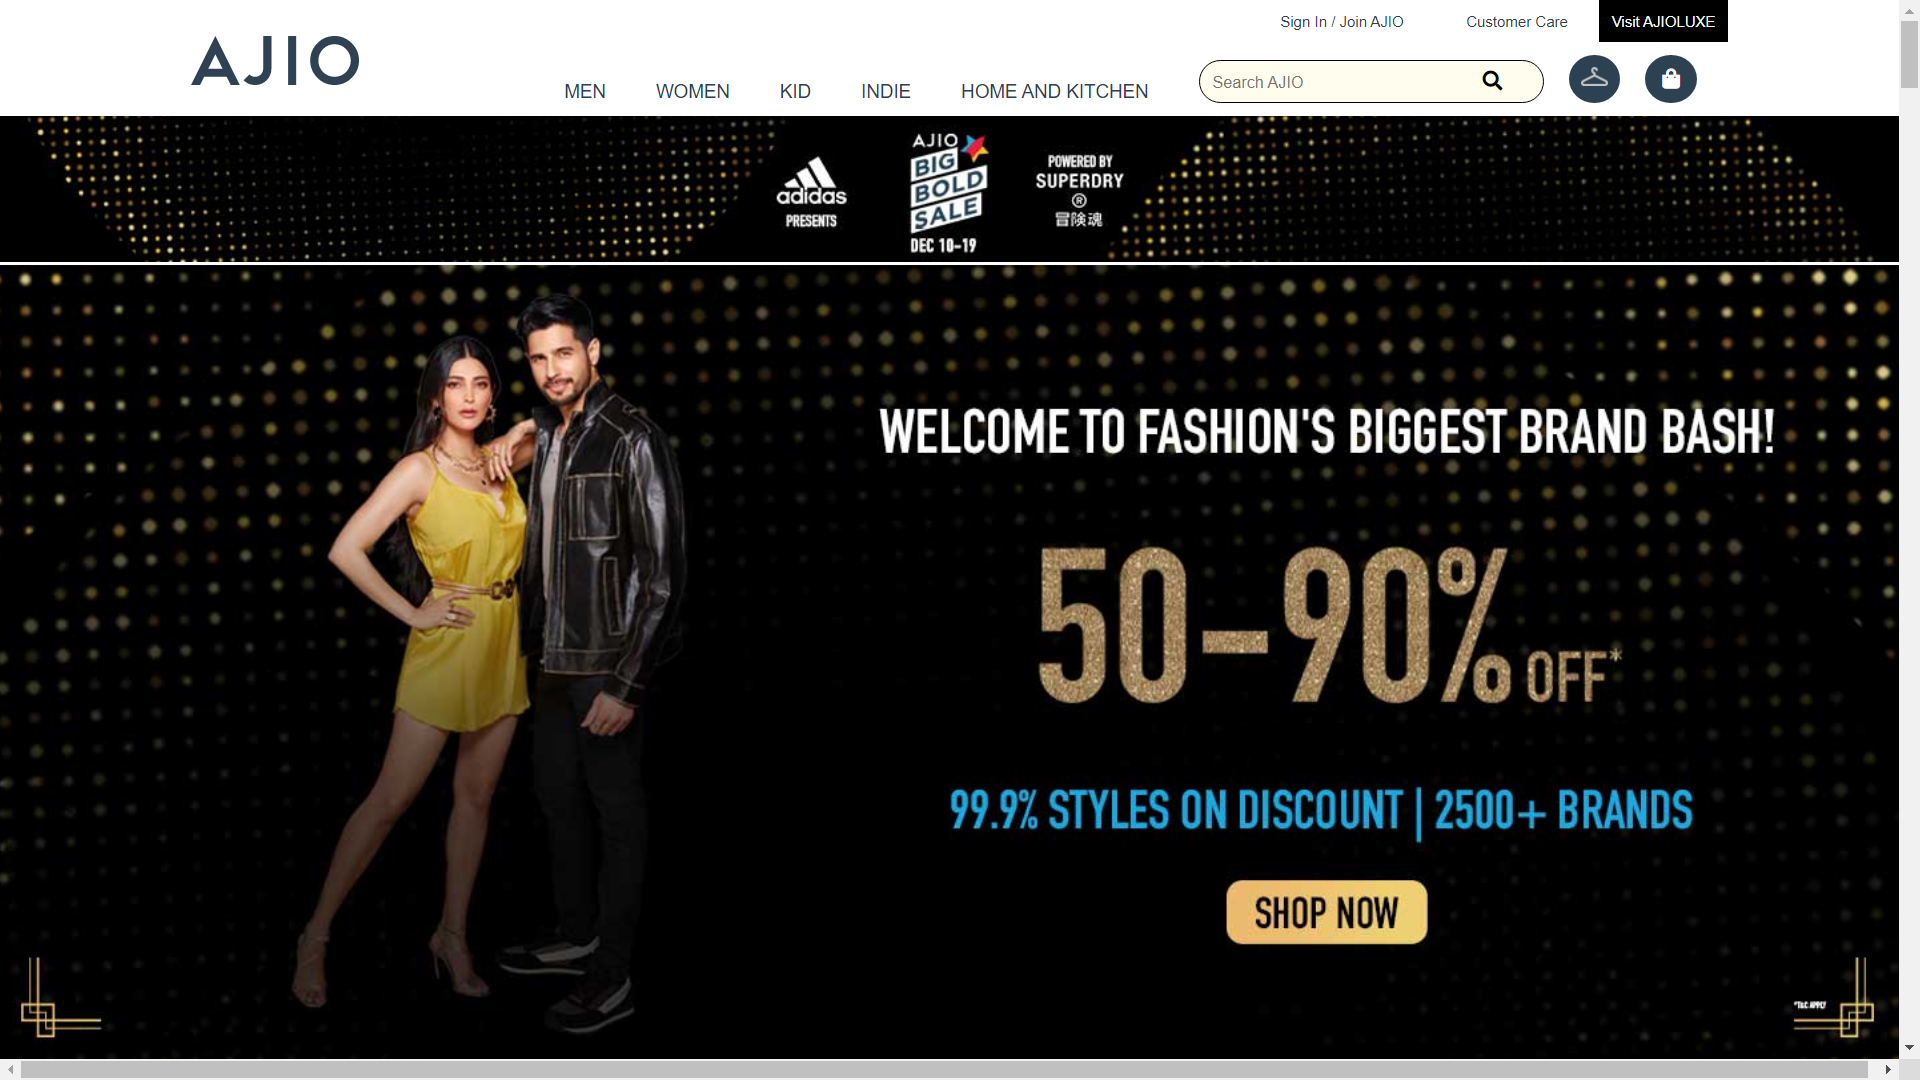 Sign In / Join AJIO
Customer Care
Visit AJIOLUXE
AJIO
MEN
WOMEN
KID
INDIE
HOME AND KITCHEN
Search AJIO
adidas
PRESENTS
AJIO
BIG
BOLD
SALE
DEC 10-19
POWERED BY
SUPERDRY
®
冒険魂
WELCOME TO FASHION'S BIGGEST BRAND BASH!
50–90% OFF*
99.9% STYLES ON DISCOUNT | 2500+ BRANDS
SHOP NOW
*T&C APPLY